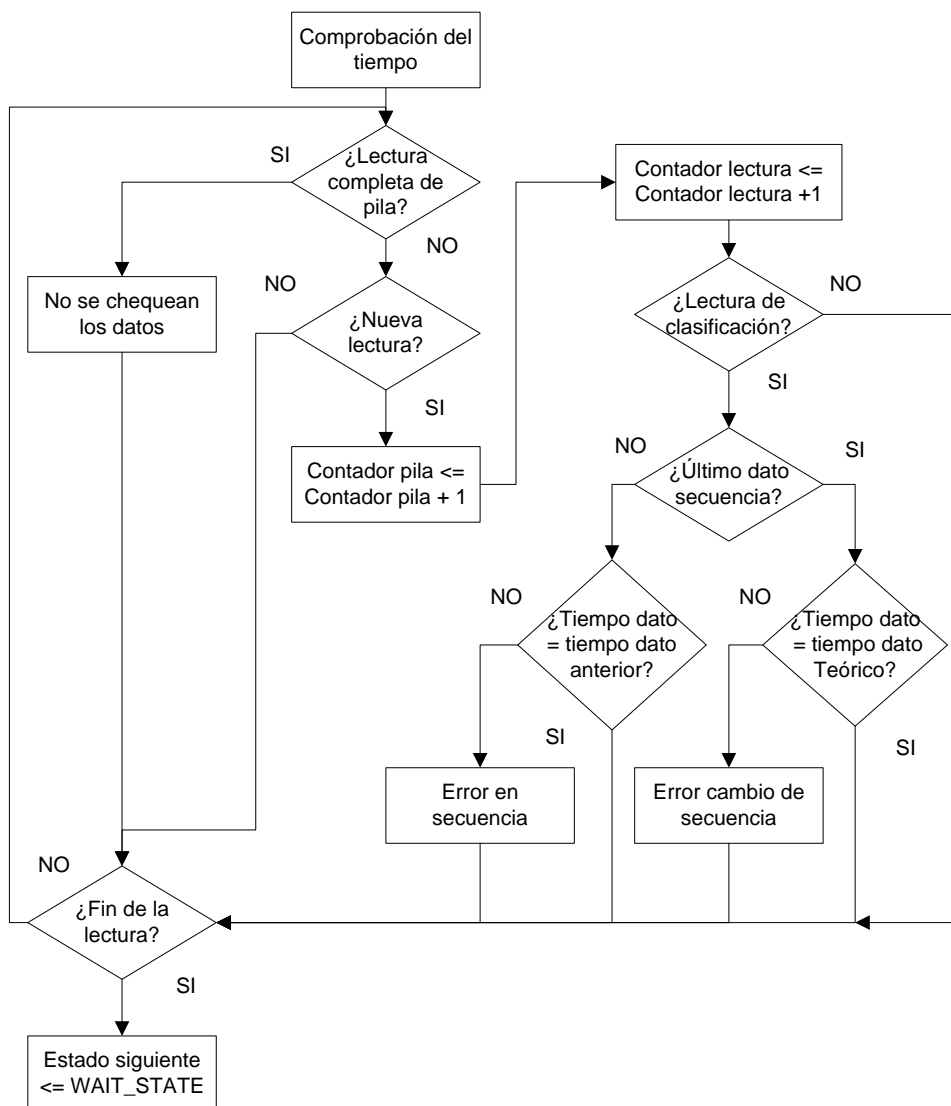 Comprobación del
tiempo
SI
¿Lectura
completa de
pila?
NO
Contador lectura <=
Contador lectura +1
No se chequean
los datos
NO
¿Nueva
lectura?
SI
Contador pila <=
Contador pila + 1
¿Lectura de
clasificación?
NO
SI
NO
¿Último dato
secuencia?
SI
NO
¿Tiempo dato
= tiempo dato
anterior?
SI
NO
¿Tiempo dato
= tiempo dato
Teórico?
SI
Error en
secuencia
Error cambio de
secuencia
NO
¿Fin de la
lectura?
SI
Estado siguiente
<= WAIT_STATE